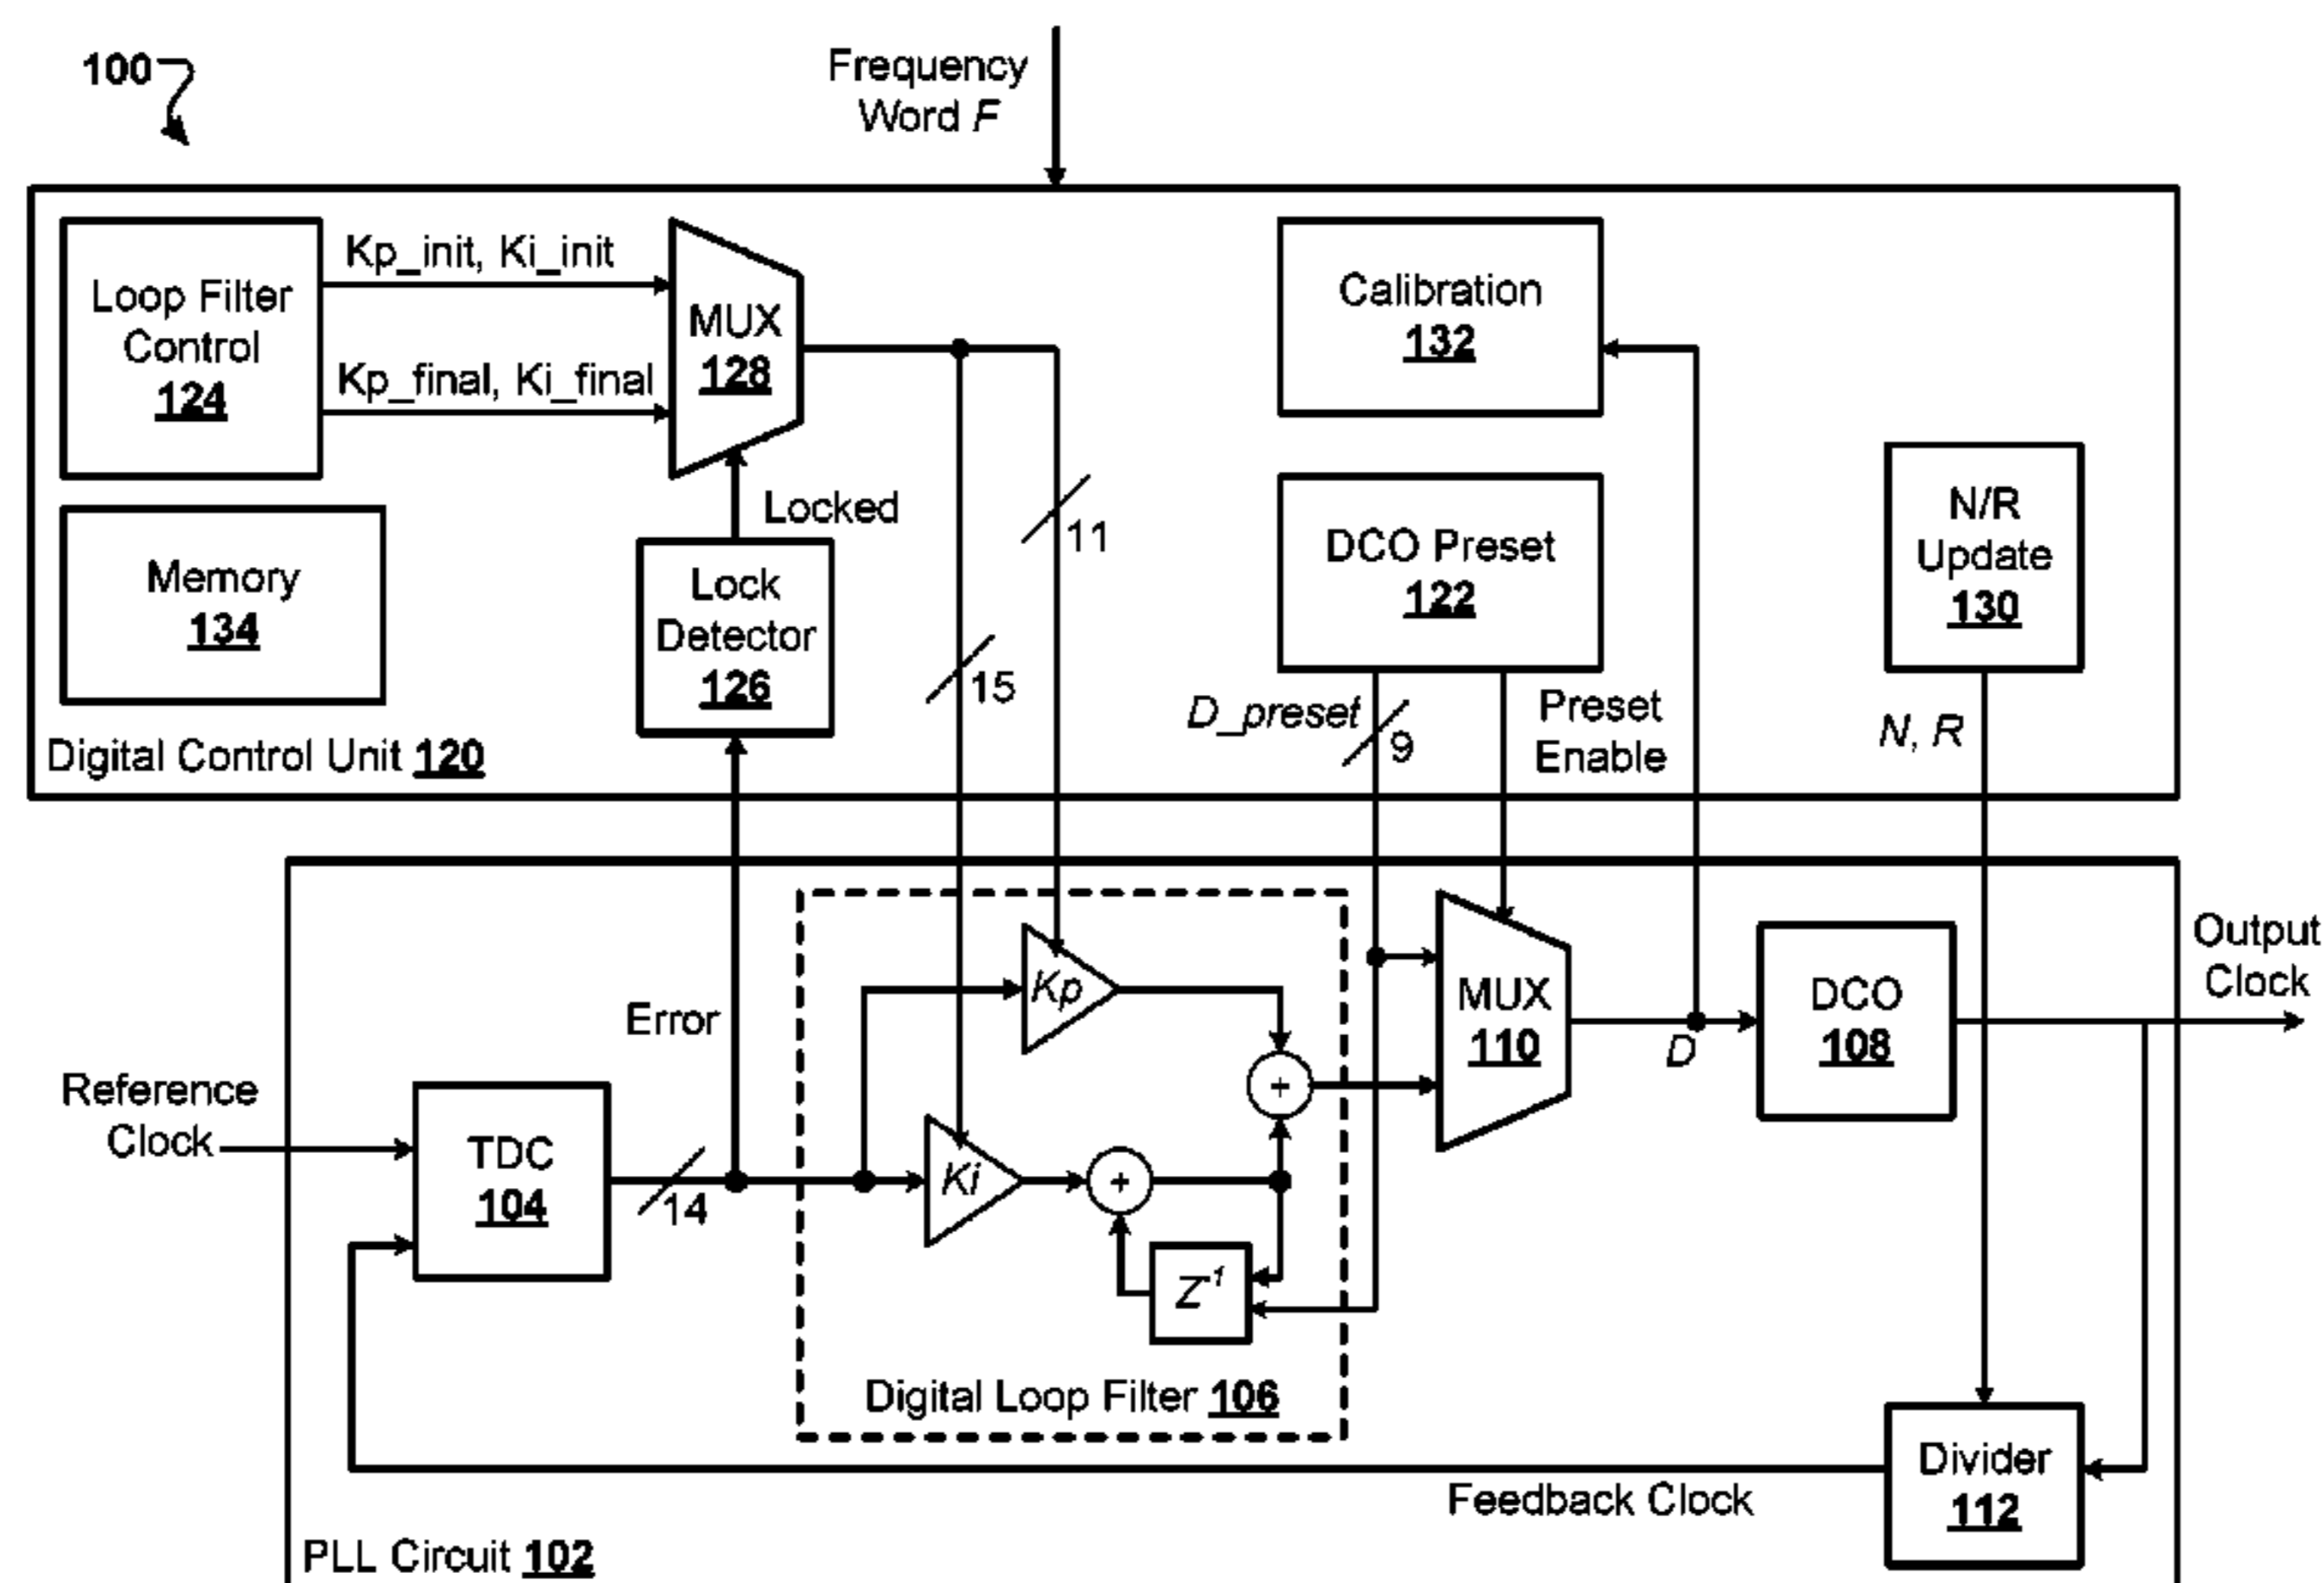 100
Frequency
Word F
Loop Filter
Control
124
Kp_init, Ki_init
Kp_final, Ki_final
MUX
128
Calibration
132
Locked
11
Memory
134
Lock
Detector
126
15
DCO Preset
122
N/R
Update
130
D_preset
9
Preset
Enable
N, R
Digital Control Unit 120
Output
Clock
Kp
MUX
110
D
DCO
108
Error
+
Reference
Clock
TDC
104
14
Ki
+
Z-1
Digital Loop Filter 106
Divider
112
Feedback Clock
PLL Circuit 102